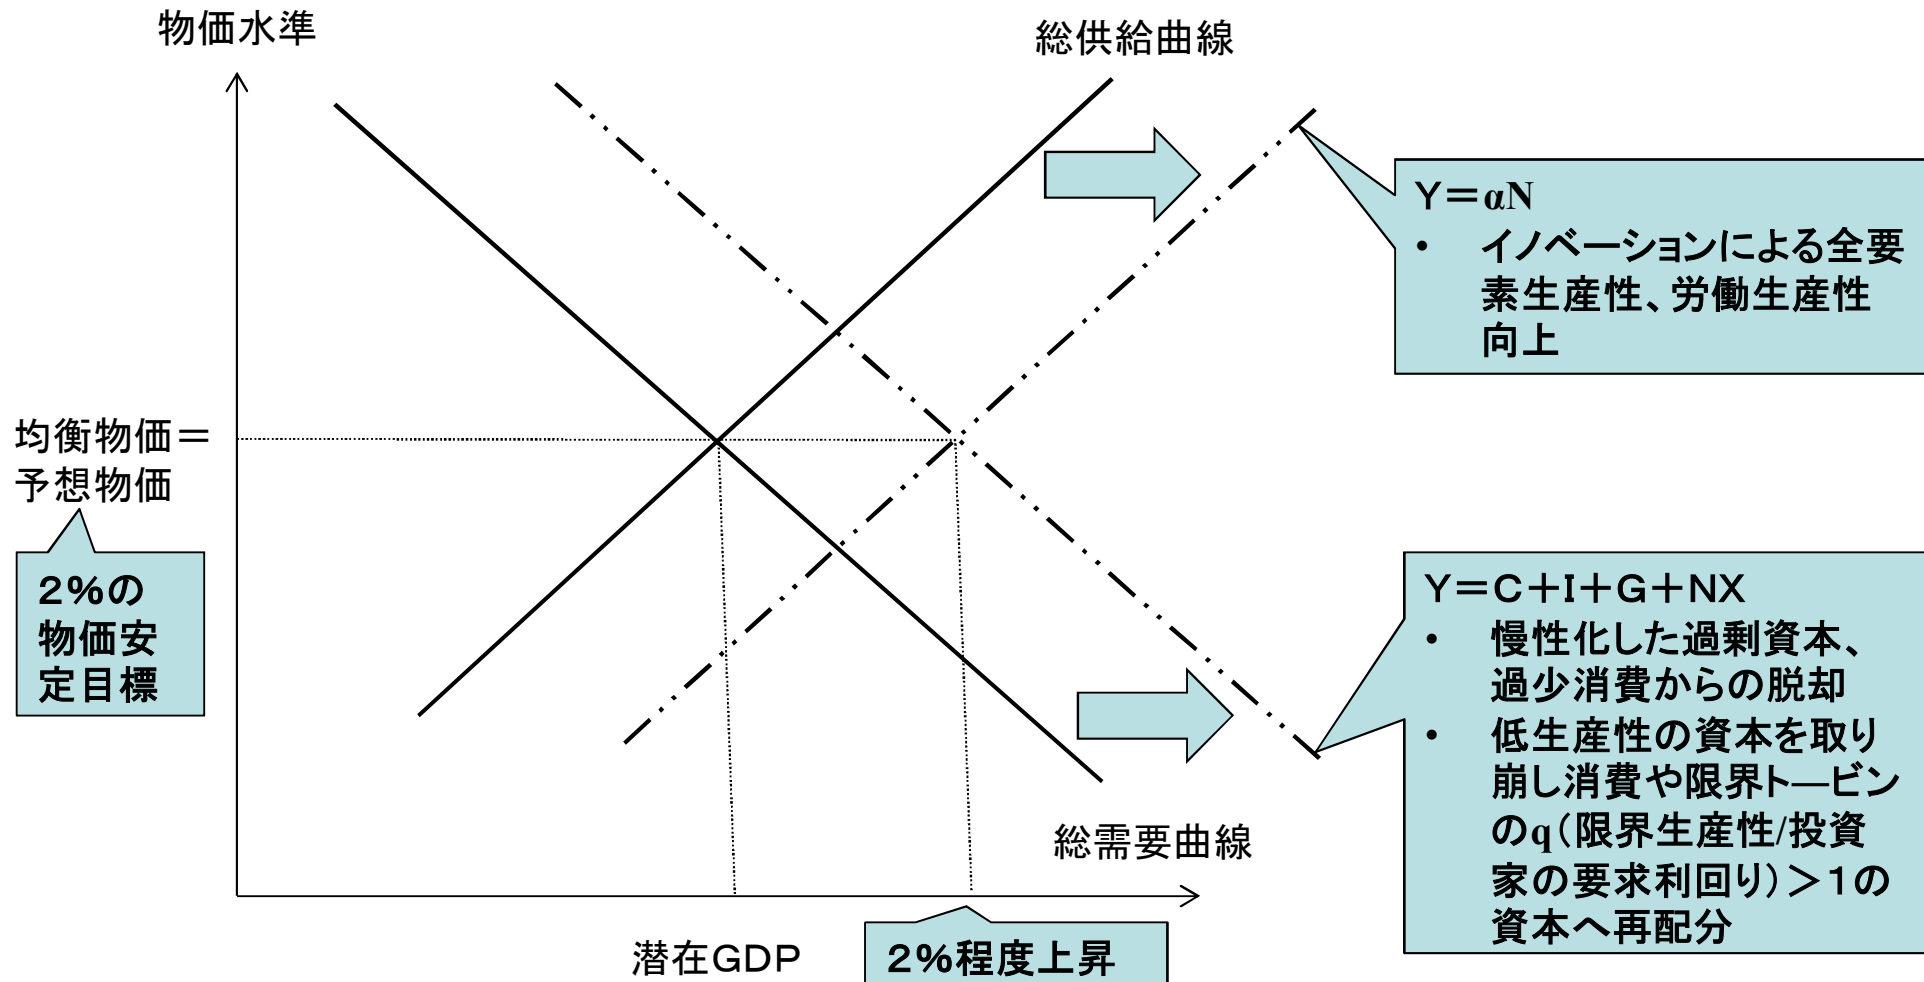 物価水準
総供給曲線
Y=αN
• イノベーションによる全要
素生産性、労働生産性
向上
均衡物価=
予想物価
2%の
物価安
定目標
Y=C+I+G+NX
• 慢性化した過剰資本、
過少消費からの脱却
• 低生産性の資本を取り
崩し消費や限界ト―ビン
のq(限界生産性/投資
家の要求利回り)>1の
資本へ再配分
総需要曲線
潜在GDP
2%程度上昇